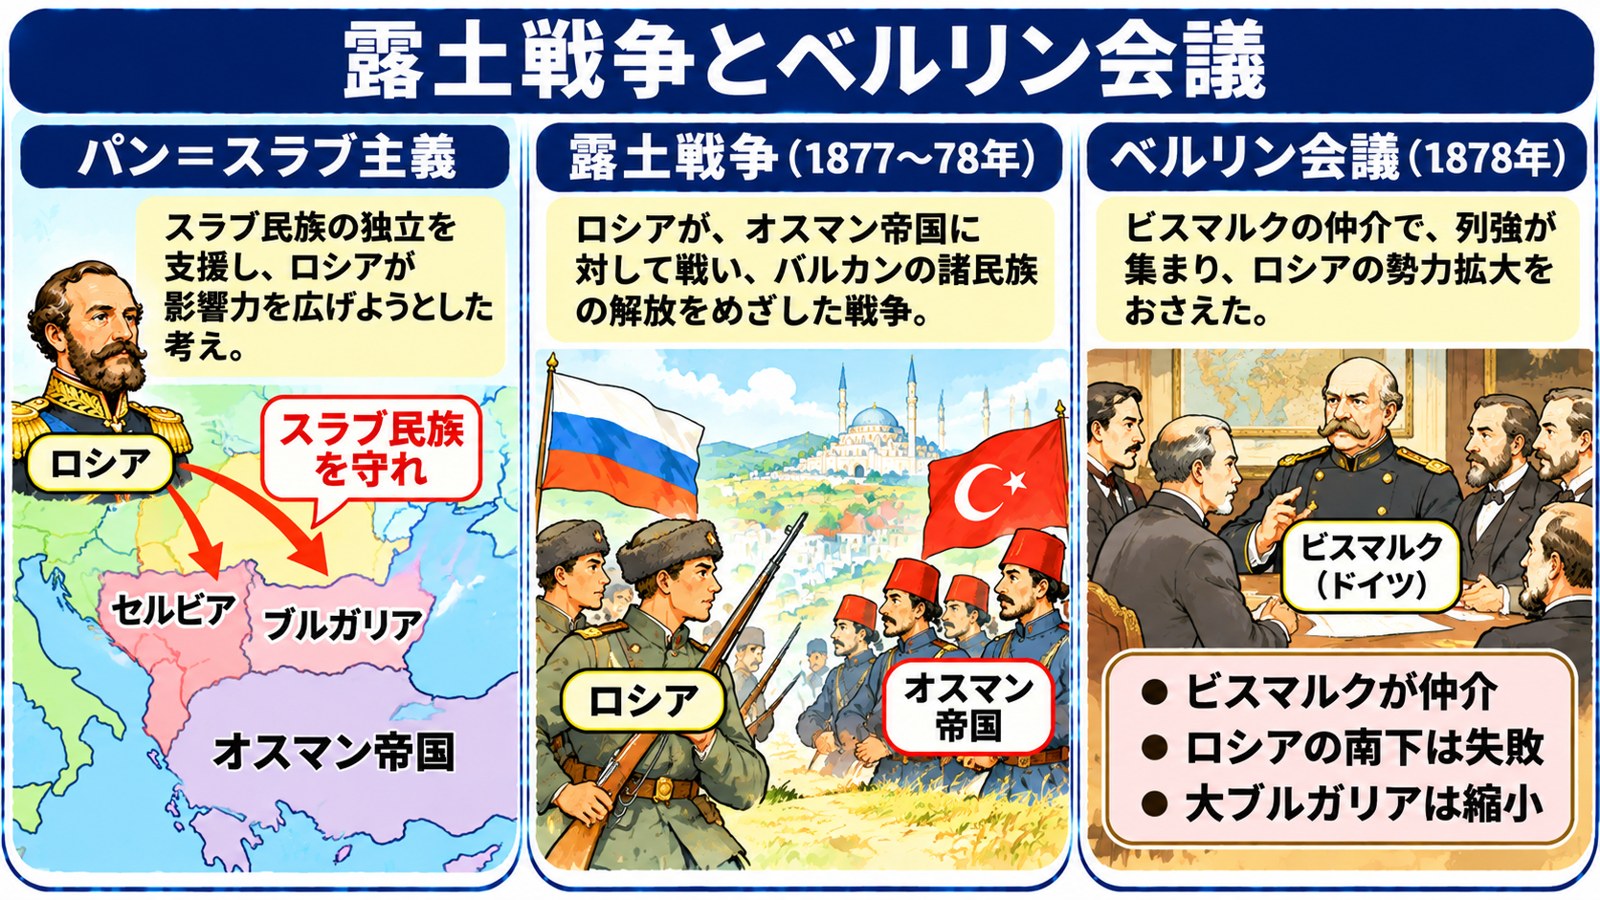 露土戦争とベルリン会議
パン=スラブ主義
スラブ民族の独立を
支援し、ロシアが
影響力を広げようとした
考え。
ロシア
スラブ民族
を守れ
セルビア
ブルガリア
オスマン帝国
露土戦争(1877〜78年)
ロシアが、オスマン帝国に
対して戦い、バルカンの諸民族
の解放をめざした戦争。
ロシア
オスマン
帝国
ベルリン会議(1878年)
ビスマルクの仲介で、列強が
集まり、ロシアの勢力拡大を
おさえた。
ビスマルク
(ドイツ)
● ビスマルクが仲介
● ロシアの南下は失敗
● 大ブルガリアは縮小